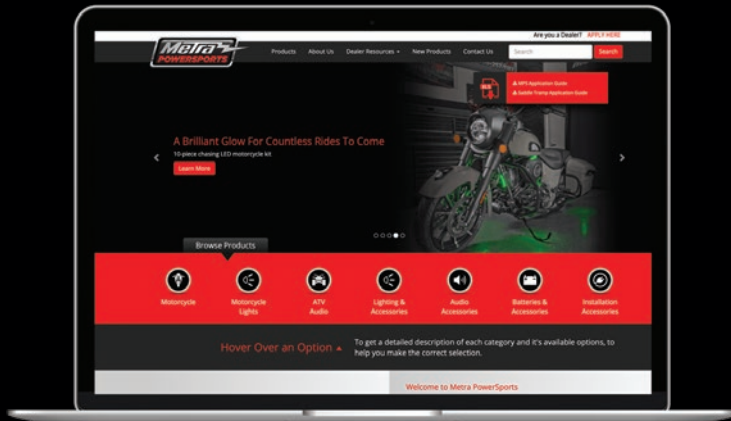 Are you a Dealer? APPLY HERE
Metra
POWERSPORTS
Products About Us Dealer Resources New Products Contact Us Search Search
MPS Application Guide
Saddle Tramp Application Guide
A Brilliant Glow For Countless Rides To Come
10-piece chasing LED motorcycle kit
Learn More
Browse Products
Motorcycle
Motorcycle
Lights
ATV
Audio
Lighting &
Accessories
Audio
Accessories
Batteries &
Accessories
Installation
Accessories
Hover Over an Option
To get a detailed description of each category and it's available options, to
help you make the correct selection.
Welcome to Metra PowerSports